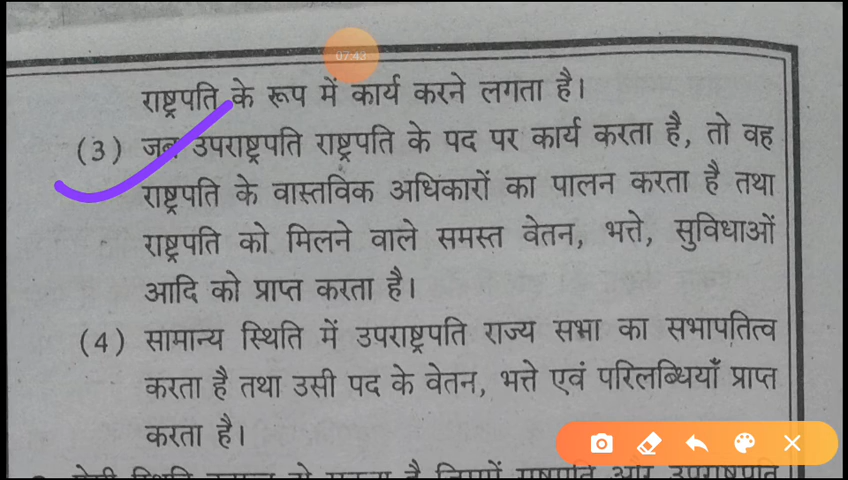 07:43
राष्ट्रपति के रूप में कार्य करने लगता है।
(3) जब उपराष्ट्रपति राष्ट्रपति के पद पर कार्य करता है, तो वह
राष्ट्रपति के वास्तविक अधिकारों का पालन करता है तथा
राष्ट्रपति को मिलने वाले समस्त वेतन, भत्ते, सुविधाओं
आदि को प्राप्त करता है।
(4) सामान्य स्थिति में उपराष्ट्रपति राज्य सभा का सभापतित्व
करता है तथा उसी पद के वेतन, भत्ते एवं परिलब्धियाँ प्राप्त
करता है।